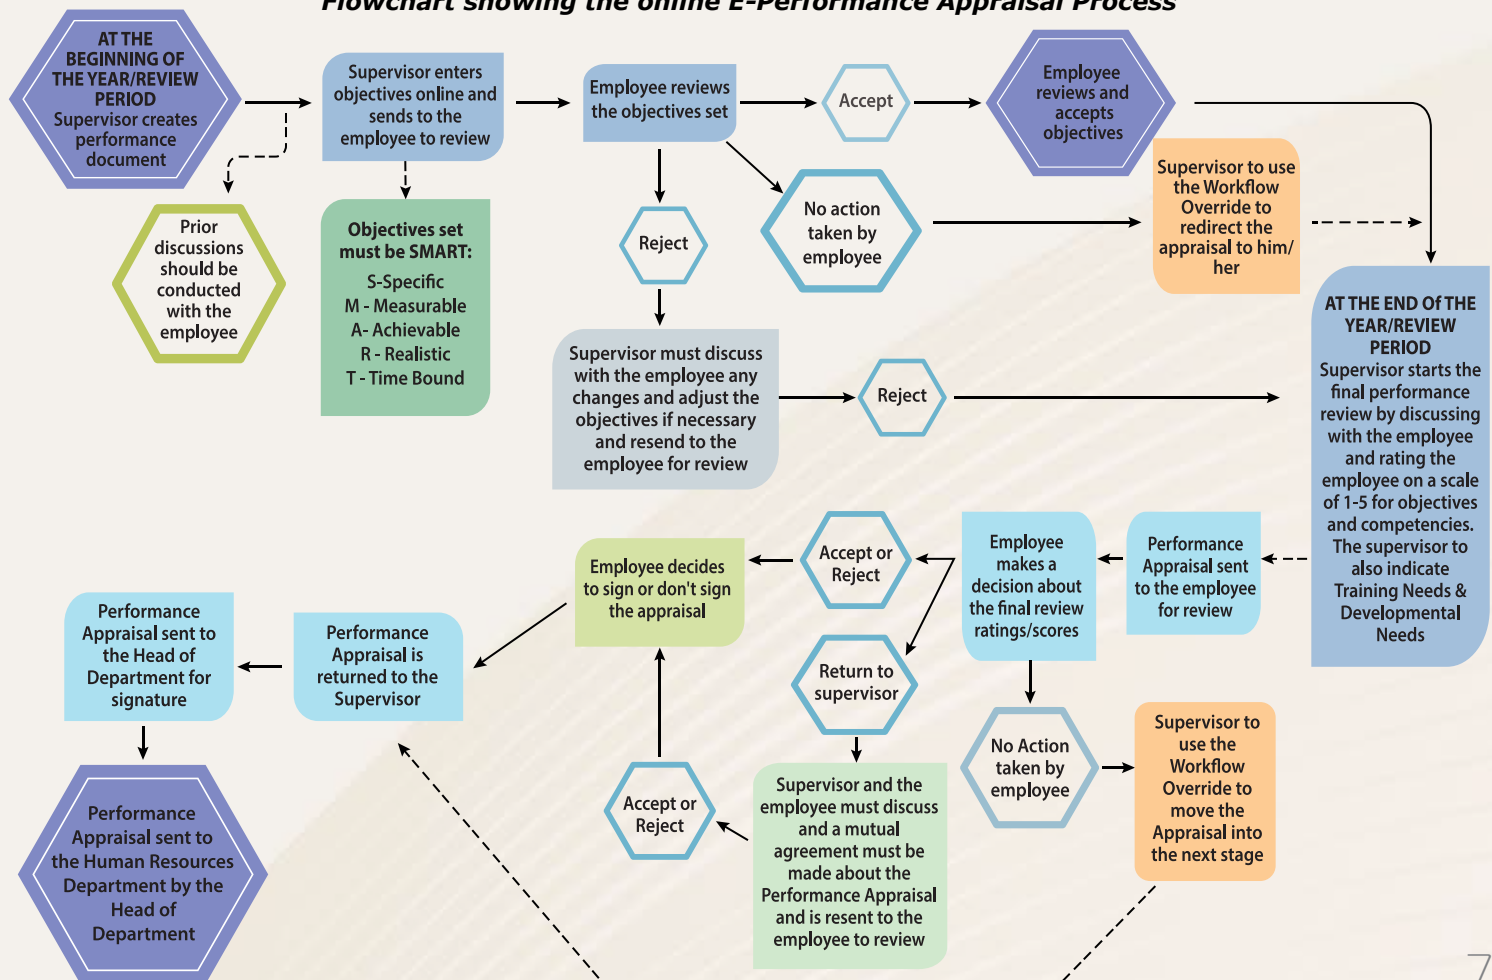 Flowchart showing the online E-Performance Appraisal Process
AT THE
BEGINNING OF
THE YEAR/REVIEW
PERIOD
Supervisor creates
performance
document
Supervisor enters
objectives online and
sends to the
employee to review
Employee reviews
the objectives set
Accept
Employee
reviews and
accepts
objectives
Prior
discussions
should be
conducted
with the
employee
Objectives set
must be SMART:
S-Specific
M - Measurable
A- Achievable
R - Realistic
T - Time Bound
Reject
No action
taken by
employee
Supervisor to use
the Workflow
Override to
redirect the
appraisal to him/
her
Supervisor must discuss
with the employee any
changes and adjust the
objectives if necessary
and resend to the
employee for review
Reject
AT THE END Of THE
YEAR/REVIEW
PERIOD
Supervisor starts the
final performance
review by discussing
with the employee
and rating the
employee on a scale
of 1-5 for objectives
and competencies.
The supervisor to
also indicate
Training Needs &
Developmental
Needs
Performance
Appraisal sent
to the employee
for review
Employee
makes a
decision about
the final review
ratings/scores
Accept or
Reject
Employee decides
to sign or don't sign
the appraisal
Return to
supervisor
No Action
taken by
employee
Supervisor to
use the
Workflow
Override to
move the
Appraisal into
the next stage
Supervisor and the
employee must discuss
and a mutual
agreement must be
made about the
Performance Appraisal
and is resent to the
employee to review
Accept or
Reject
Performance
Appraisal is
returned to the
Supervisor
Performance
Appraisal sent to
the Head of
Department for
signature
Performance
Appraisal sent to
the Human Resources
Department by the
Head of
Department
7